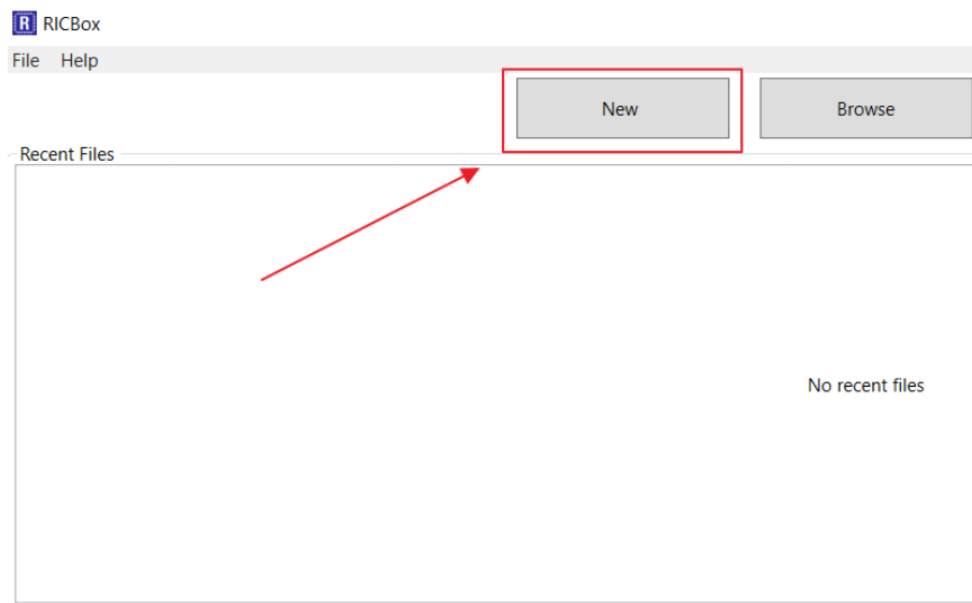 RICBox
File Help
New Browse
Recent Files
No recent files